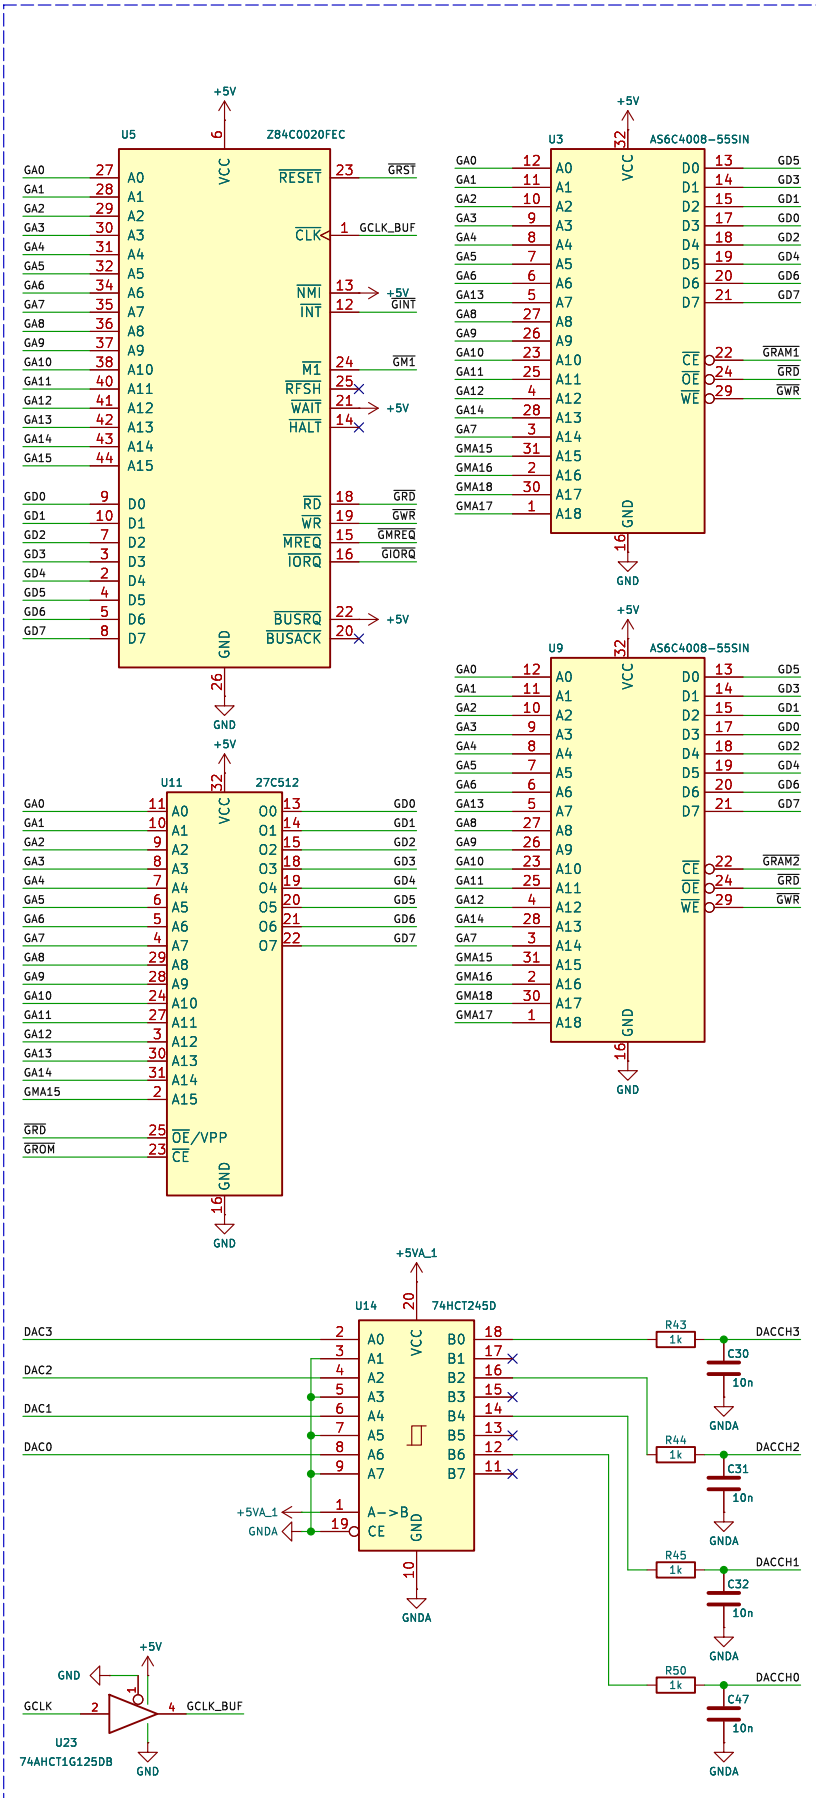 +5V
U5 Z84C0020FEC
6
VCC
GA0 27 A0 RESET 23 GRST
GA1 28 A1
GA2 29 A2
GA3 30 A3 CLK 1 GCLK_BUF
GA4 31 A4
GA5 32 A5
GA6 34 A6 NMI 13 +5V
GA7 35 A7 INT 12 GINT
GA8 36 A8
GA9 37 A9
GA10 38 A10 M1 24 GM1
GA11 40 A11 RFSH 25
GA12 41 A12 WAIT 21 +5V
GA13 42 A13 HALT 14
GA14 43 A14
GA15 44 A15
GD0 9 D0 RD 18 GRD
GD1 10 D1 WR 19 GWR
GD2 7 D2 MREQ 15 GMREQ
GD3 3 D3 IORQ 16 GIORQ
GD4 2 D4
GD5 4 D5
GD6 5 D6 BUSRQ 22 +5V
GD7 8 D7 BUSACK 20
GND
26
GND
+5V
U3 AS6C4008-55SIN
32
VCC
GA0 12 A0 D0 13 GD5
GA1 11 A1 D1 14 GD3
GA2 10 A2 D2 15 GD1
GA3 9 A3 D3 17 GD0
GA4 8 A4 D4 18 GD2
GA5 7 A5 D5 19 GD4
GA6 6 A6 D6 20 GD6
GA13 5 A7 D7 21 GD7
GA8 27 A8
GA9 26 A9
GA10 23 A10 CE 22 GRAM1
GA11 25 A11 OE 24 GRD
GA12 4 A12 WE 29 GWR
GA14 28 A13
GA7 3 A14
GMA15 31 A15
GMA16 2 A16
GMA18 30 A17
GMA17 1 A18
GND
16
GND
+5V
U9 AS6C4008-55SIN
32
VCC
GA0 12 A0 D0 13 GD5
GA1 11 A1 D1 14 GD3
GA2 10 A2 D2 15 GD1
GA3 9 A3 D3 17 GD0
GA4 8 A4 D4 18 GD2
GA5 7 A5 D5 19 GD4
GA6 6 A6 D6 20 GD6
GA13 5 A7 D7 21 GD7
GA8 27 A8
GA9 26 A9
GA10 23 A10 CE 22 GRAM2
GA11 25 A11 OE 24 GRD
GA12 4 A12 WE 29 GWR
GA14 28 A13
GA7 3 A14
GMA15 31 A15
GMA16 2 A16
GMA18 30 A17
GMA17 1 A18
GND
16
GND
+5V
U11 27C512
32
VCC
GA0 11 A0 O0 13 GD0
GA1 10 A1 O1 14 GD1
GA2 9 A2 O2 15 GD2
GA3 8 A3 O3 18 GD3
GA4 7 A4 O4 19 GD4
GA5 6 A5 O5 20 GD5
GA6 5 A6 O6 21 GD6
GA7 4 A7 O7 22 GD7
GA8 29 A8
GA9 28 A9
GA10 24 A10
GA11 27 A11
GA12 3 A12
GA13 30 A13
GA14 31 A14
GMA15 2 A15
GRD 25 OE/VPP
GROM 23 CE
GND
16
GND
+5VA_1
U14 74HCT245D
20
VCC
DAC3 2 A0 B0 18 R43 1k DACCH3
3 A1 B1 17 C30
DAC2 4 A2 B2 16 10n
5 A3 B3 15 GNDA
DAC1 6 A4 B4 14
7 A5 B5 13 R44
DAC0 8 A6 B6 12 1k DACCH2
9 A7 B7 11 C31
10n
+5VA_1 1 A->B
GNDA 19 CE GNDA
GND
10
GNDA
R45
1k DACCH1
C32
10n
GNDA
R50
1k DACCH0
C47
10n
GNDA
+5V
GND 1
GCLK 2 4 GCLK_BUF
U23
74AHCT1G125DB
GND